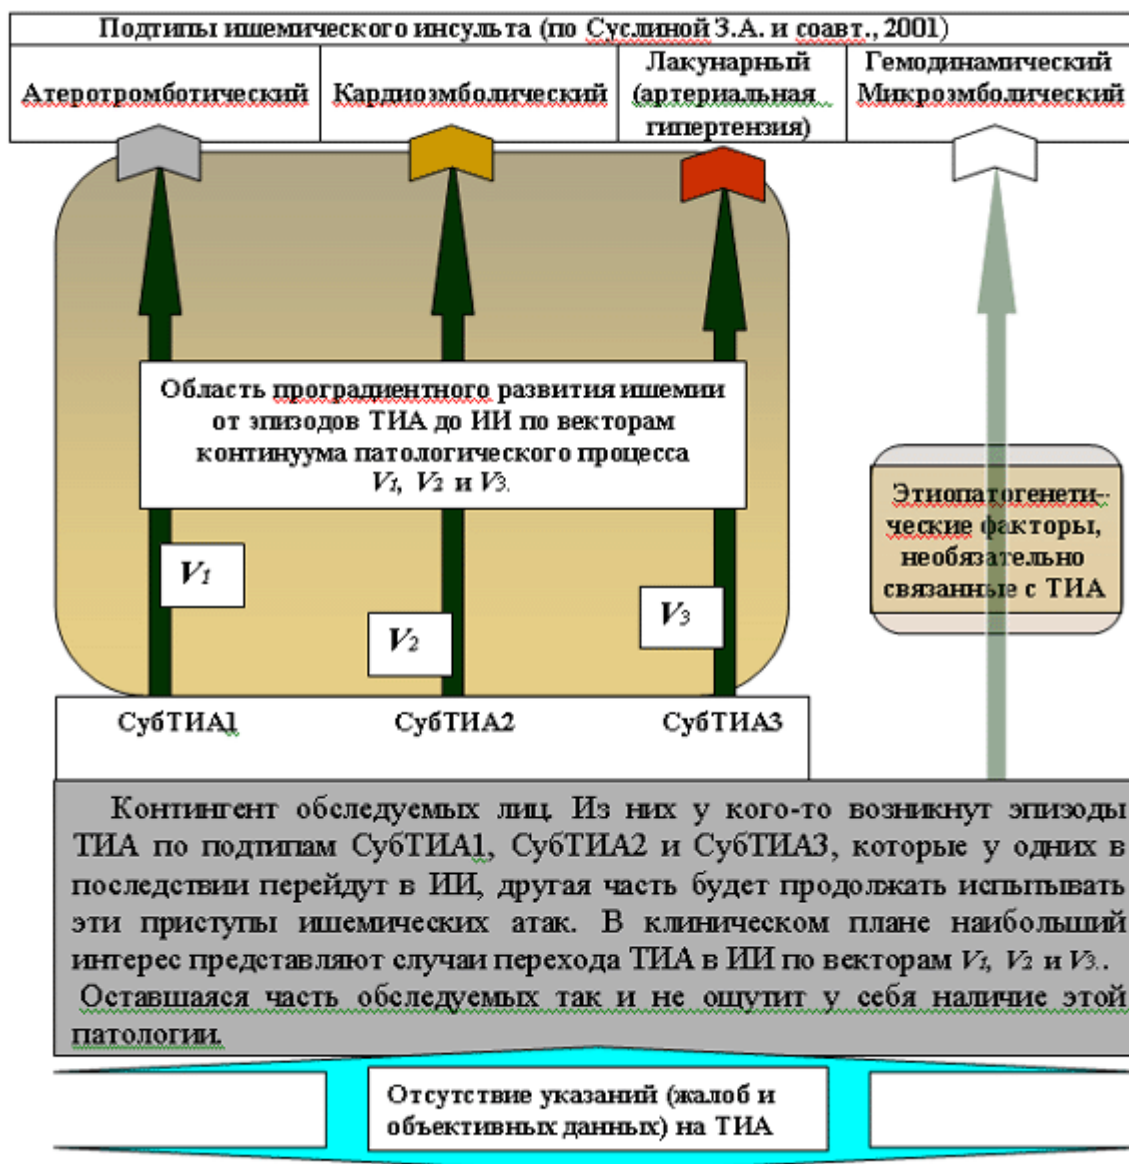 Подтипы ишемического инсульта (по Суслиной З.А. и соавт., 2001)
Атеротромботический
Кардиоэмболический
Лакунарный
(артериальная
гипертензия)
Гемодинамический
Микроэмболический
Область проградиентного развития ишемии
от эпизодов ТИА до ИИ по векторам
континуума патологического процесса
V1, V2 и V3.
V1
V2
V3
Этиопатогенети-
ческие факторы,
необязательно
связанные с ТИА
СубТИА1
СубТИА2
СубТИА3
Контингент обследуемых лиц. Из них у кого-то возникнут эпизоды
ТИА по подтипам СубТИА1, СубТИА2 и СубТИА3, которые у одних в
последствии перейдут в ИИ, другая часть будет продолжать испытывать
эти приступы ишемических атак. В клиническом плане наибольший
интерес представляют случаи перехода ТИА в ИИ по векторам V1, V2 и V3..
Оставшаяся часть обследуемых так и не ощутит у себя наличие этой
патологии.
Отсутствие указаний (жалоб и
объективных данных) на ТИА